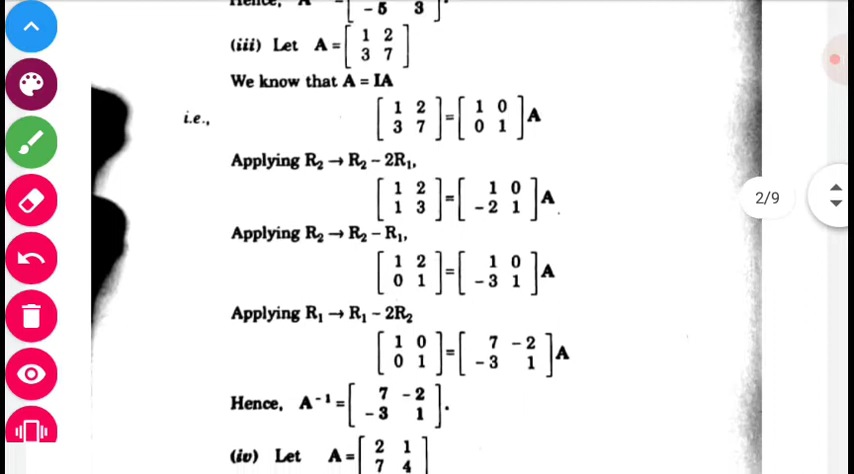 Hence, A - [ - 5 3 ] .
(iii) Let A = [ 1 2
3 7 ]
We know that A = IA
i.e., [ 1 2
3 7 ] = [ 1 0
0 1 ] A
Applying R₂ → R₂ – 2R₁,
[ 1 2
1 3 ] = [ 1 0
– 2 1 ] A
2/9
Applying R₂ → R₂ – R₁,
[ 1 2
0 1 ] = [ 1 0
– 3 1 ] A
Applying R₁ → R₁ – 2R₂
[ 1 0
0 1 ] = [ 7 – 2
– 3 1 ] A
Hence, A⁻¹ = [ 7 – 2
– 3 1 ] .
(iv) Let A = [ 2 1
7 4 ]